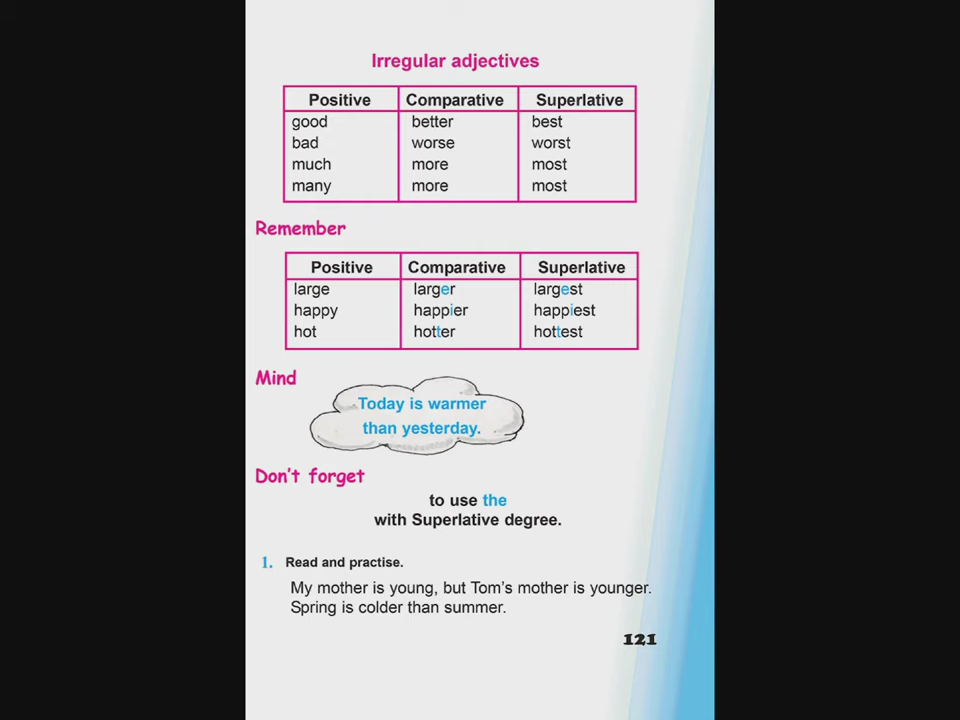 Irregular adjectives
Positive Comparative Superlative
good better best
bad worse worst
much more most
many more most
Remember
Positive Comparative Superlative
large larger largest
happy happier happiest
hot hotter hottest
Mind
Today is warmer
than yesterday.
Don't forget
to use the
with Superlative degree.
1. Read and practise.
My mother is young, but Tom's mother is younger.
Spring is colder than summer.
121